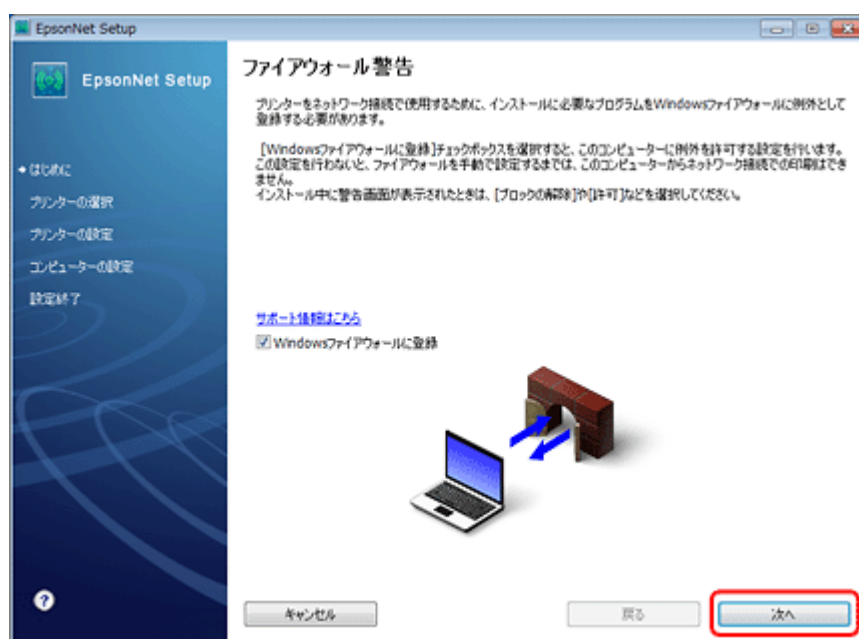 EpsonNet Setup
EpsonNet Setup
はじめに
プリンターの選択
プリンターの設定
コンピューターの設定
設定終了
ファイアウォール警告
プリンターをネットワーク接続で使用するために、インストールに必要なプログラムをWindowsファイアウォールに例外として
登録する必要があります。
[Windowsファイアウォールに登録]チェックボックスを選択すると、このコンピューターに例外を許可する設定を行います。
この設定を行わないと、ファイアウォールを手動で設定するまでは、このコンピューターからネットワーク接続での印刷はでき
ません。
インストール中に警告画面が表示されたときは、[ブロックの解除]や[許可]などを選択してください。
サポート情報はこちら
Windowsファイアウォールに登録
?
キャンセル
戻る
次へ